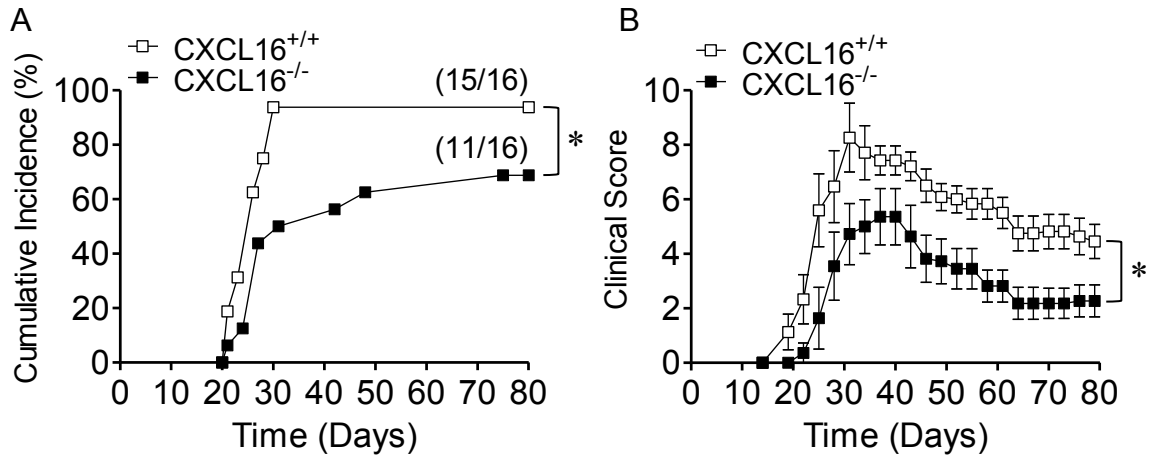 A
CXCL16+/+
CXCL16-/-
Cumulative Incidence (%)
100
80
60
40
20
0
(15/16)
(11/16)
*
0 10 20 30 40 50 60 70 80
Time (Days)
B
CXCL16+/+
CXCL16-/-
Clinical Score
10
8
6
4
2
0
*
0 10 20 30 40 50 60 70 80
Time (Days)